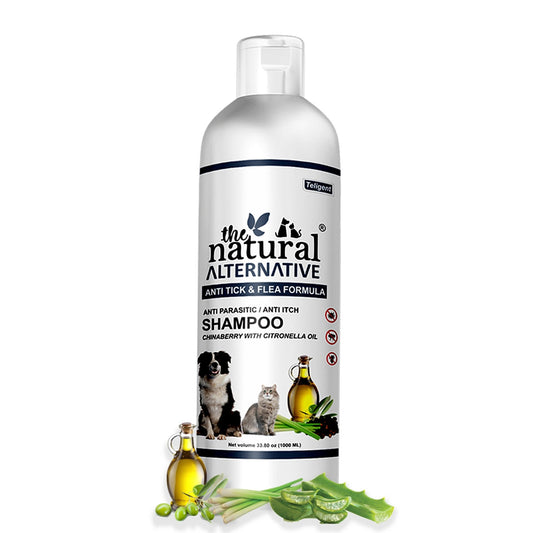 Teligent
the
natural®
ALTERNATIVE
ANTI TICK & FLEA FORMULA
ANTI PARASITIC / ANTI ITCH
SHAMPOO
CHINABERRY WITH CITRONELLA OIL
Net volume 33.80 oz (1000 ML)